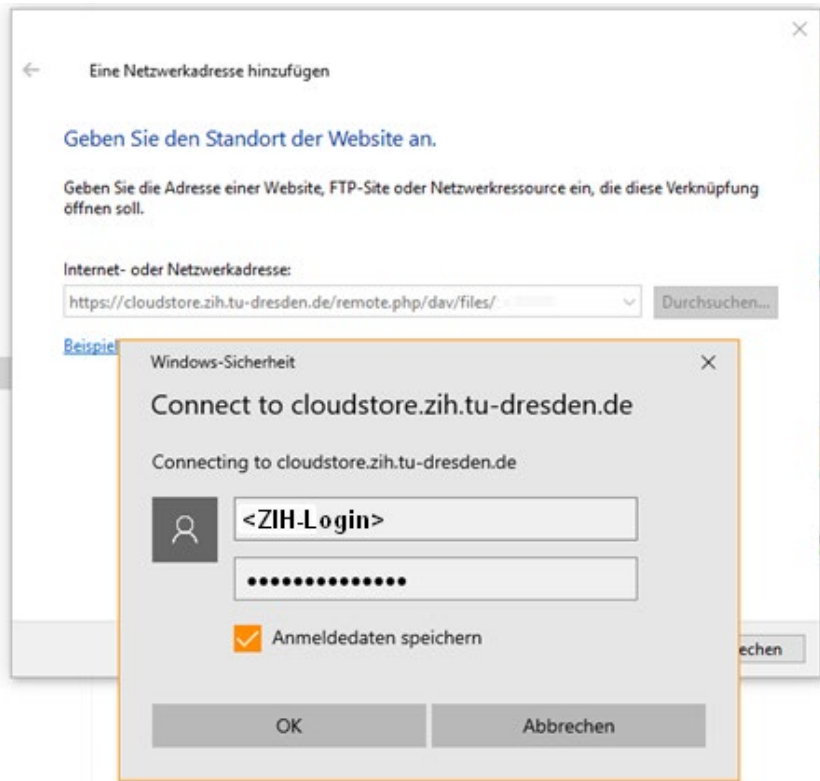 Eine Netzwerkadresse hinzufügen
Geben Sie den Standort der Website an.
Geben Sie die Adresse einer Website, FTP-Site oder Netzwerkressource ein, die diese Verknüpfung
öffnen soll.
Internet- oder Netzwerkadresse:
https://cloudstore.zih.tu-dresden.de/remote.php/dav/files/
Durchsuchen...
Beispiel
Windows-Sicherheit
Connect to cloudstore.zih.tu-dresden.de
Connecting to cloudstore.zih.tu-dresden.de
<ZIH-Login>
••••••••••••••
Anmeldedaten speichern
echen
OK Abbrechen